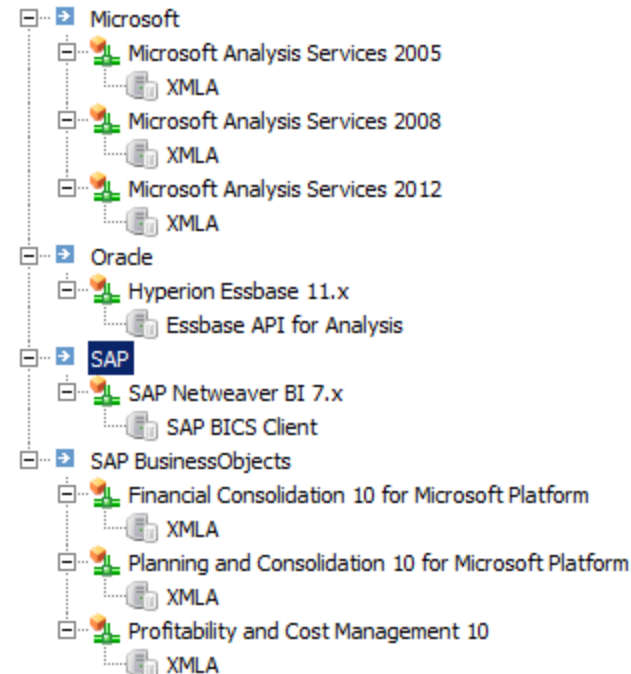 Microsoft
Microsoft Analysis Services 2005
XMLA
Microsoft Analysis Services 2008
XMLA
Microsoft Analysis Services 2012
XMLA
Oracle
Hyperion Essbase 11.x
Essbase API for Analysis
SAP
SAP Netweaver BI 7.x
SAP BICS Client
SAP BusinessObjects
Financial Consolidation 10 for Microsoft Platform
XMLA
Planning and Consolidation 10 for Microsoft Platform
XMLA
Profitability and Cost Management 10
XMLA